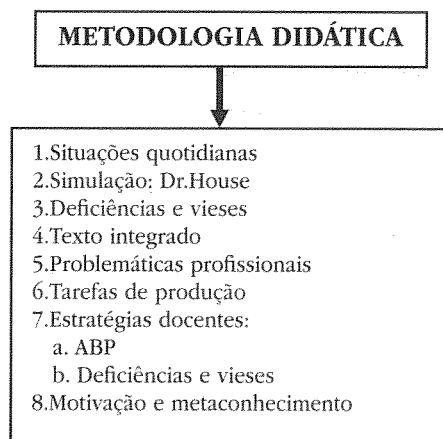 METODOLOGIA DIDÁTICA
1.Situações quotidianas
2.Simulação: Dr.House
3.Deficiências e vieses
4.Texto integrado
5.Problemáticas profissionais
6.Tarefas de produção
7.Estratégias docentes:
a. ABP
b. Deficiências e vieses
8.Motivação e metaconhecimento